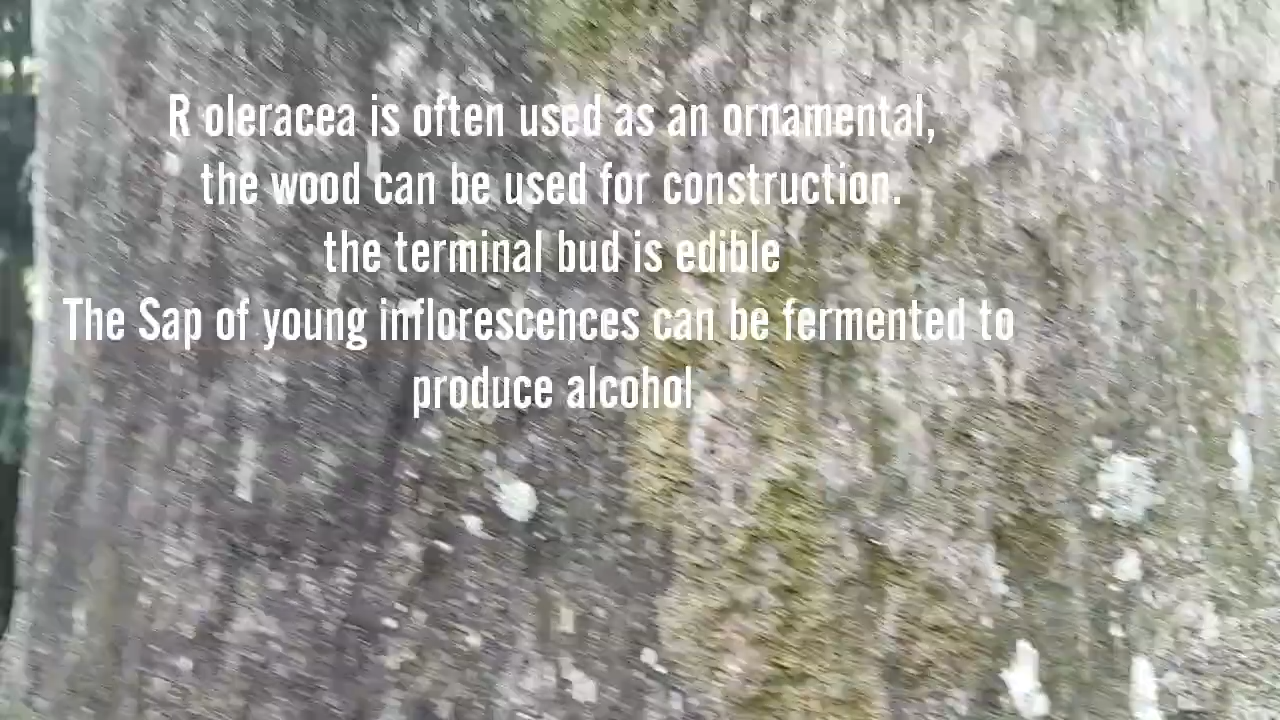 R oleracea is often used as an ornamental,
the wood can be used for construction.
the terminal bud is edible
The Sap of young inflorescences can be fermented to
produce alcohol